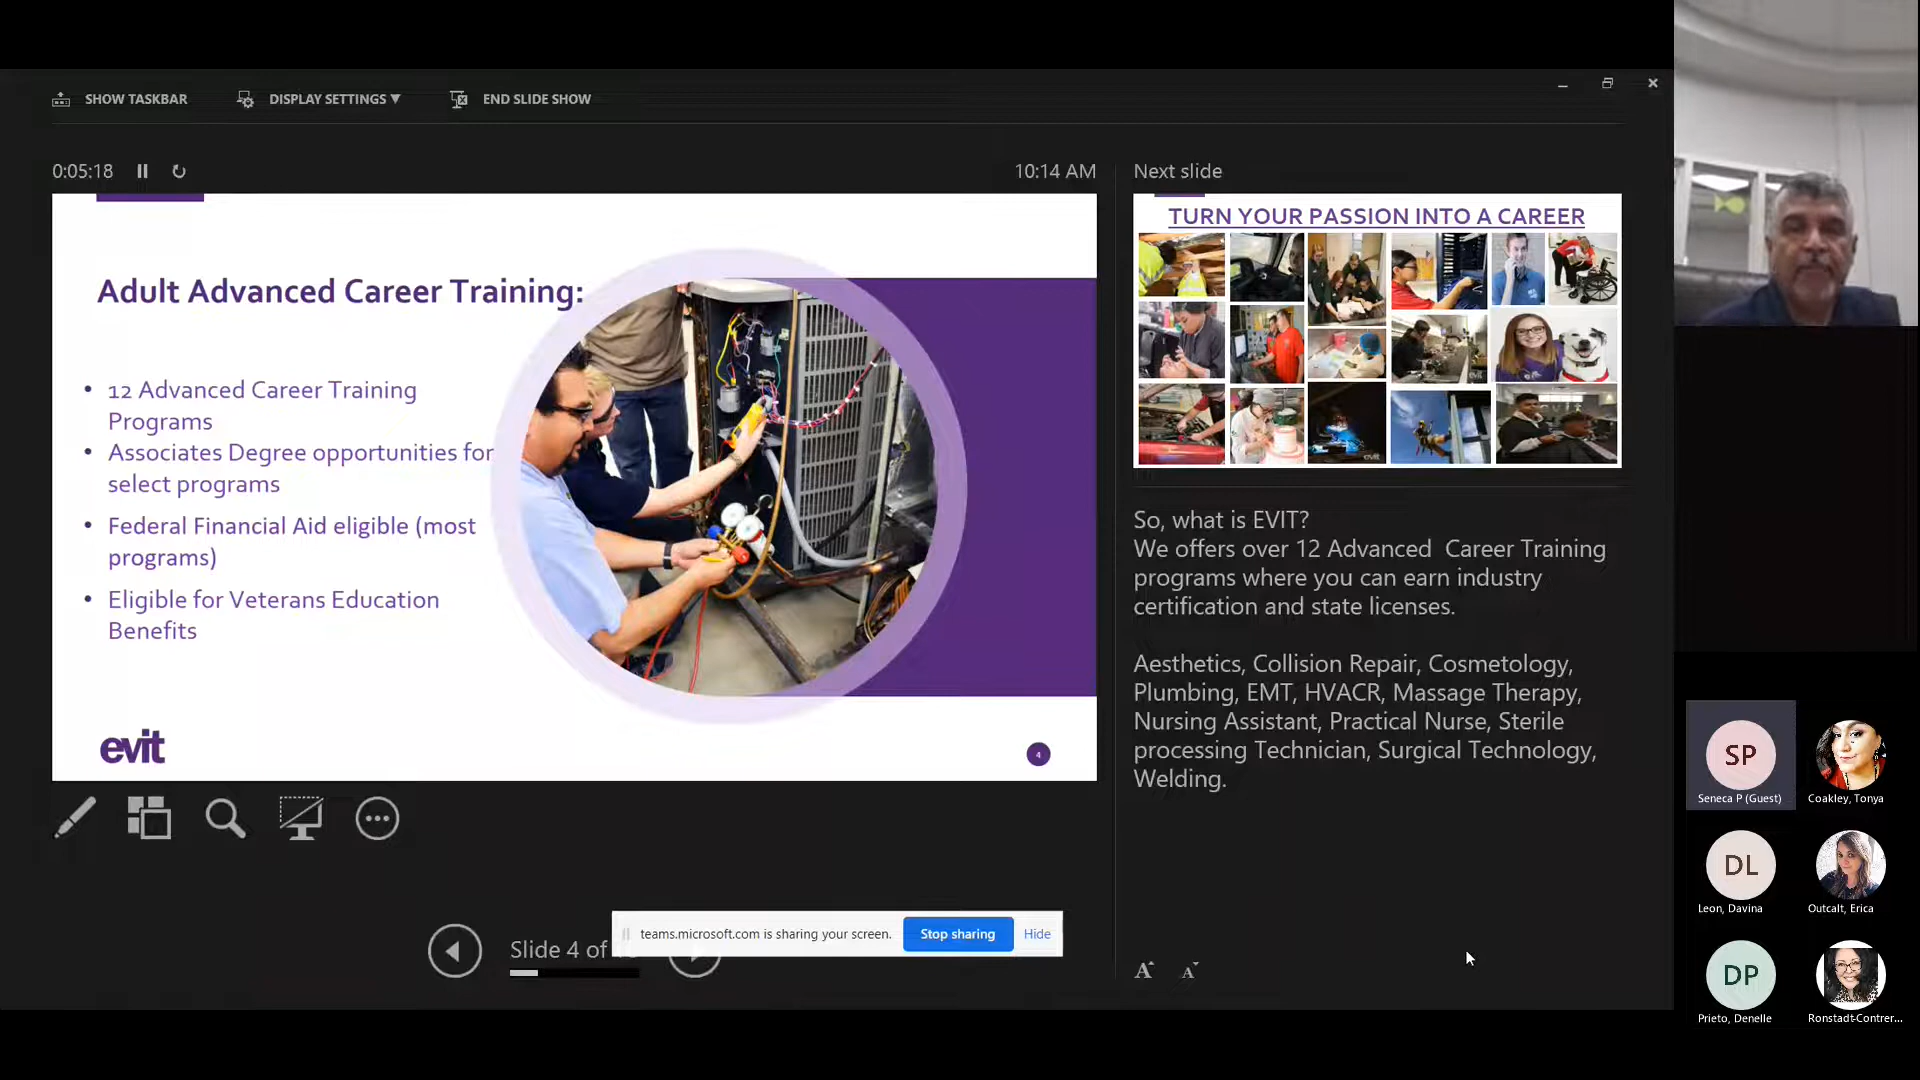 SHOW TASKBAR
DISPLAY SETTINGS ▼
END SLIDE SHOW
0:05:18
10:14 AM
Adult Advanced Career Training:
• 12 Advanced Career Training
Programs
• Associates Degree opportunities for
select programs
• Federal Financial Aid eligible (most
programs)
• Eligible for Veterans Education
Benefits
evit
4
Next slide
TURN YOUR PASSION INTO A CAREER
evit
So, what is EVIT?
We offers over 12 Advanced  Career Training
programs where you can earn industry
certification and state licenses.
Aesthetics, Collision Repair, Cosmetology,
Plumbing, EMT, HVACR, Massage Therapy,
Nursing Assistant, Practical Nurse, Sterile
processing Technician, Surgical Technology,
Welding.
Slide 4 of
teams.microsoft.com is sharing your screen.
Stop sharing
Hide
A A
SP
Seneca P (Guest)
Coakley, Tonya
DL
Leon, Davina
Outcalt, Erica
DP
Prieto, Denelle
Ronstadt-Contrer...